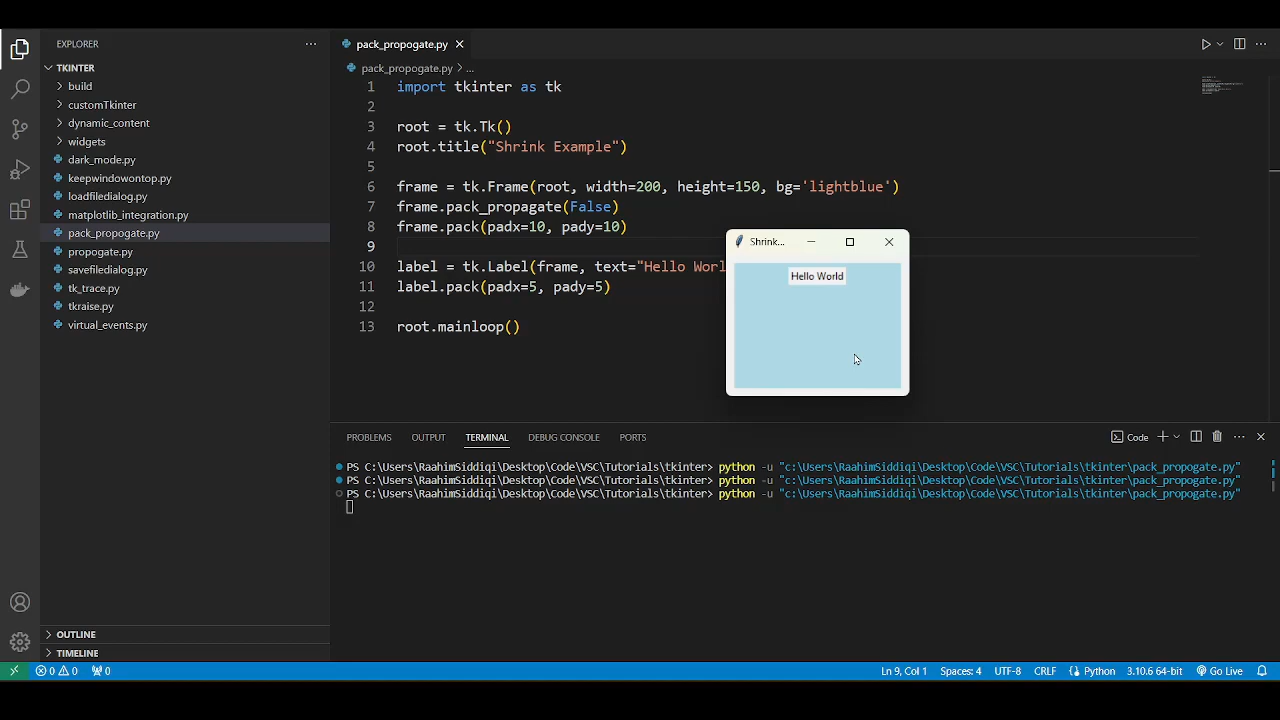 EXPLORER
TKINTER
build
customTkinter
dynamic_content
widgets
dark_mode.py
keepwindowontop.py
loadfiledialog.py
matplotlib_integration.py
pack_propogate.py
propogate.py
savefiledialog.py
tk_trace.py
tkraise.py
virtual_events.py
OUTLINE
TIMELINE
pack_propogate.py
pack_propogate.py > ...
1 import tkinter as tk
2
3 root = tk.Tk()
4 root.title("Shrink Example")
5
6 frame = tk.Frame(root, width=200, height=150, bg='lightblue')
7 frame.pack_propagate(False)
8 frame.pack(padx=10, pady=10)
9
10 label = tk.Label(frame, text="Hello Worl
11 label.pack(padx=5, pady=5)
12
13 root.mainloop()
Shrink...
Hello World
PROBLEMS OUTPUT TERMINAL DEBUG CONSOLE PORTS
Code
PS C:\Users\RaahimSiddiqi\Desktop\Code\VSC\Tutorials\tkinter> python -u "c:\Users\RaahimSiddiqi\Desktop\Code\VSC\Tutorials\tkinter\pack_propogate.py"
PS C:\Users\RaahimSiddiqi\Desktop\Code\VSC\Tutorials\tkinter> python -u "c:\Users\RaahimSiddiqi\Desktop\Code\VSC\Tutorials\tkinter\pack_propogate.py"
PS C:\Users\RaahimSiddiqi\Desktop\Code\VSC\Tutorials\tkinter> python -u "c:\Users\RaahimSiddiqi\Desktop\Code\VSC\Tutorials\tkinter\pack_propogate.py"
0 0 0 Ln 9, Col 1 Spaces: 4 UTF-8 CRLF Python 3.10.6 64-bit Go Live